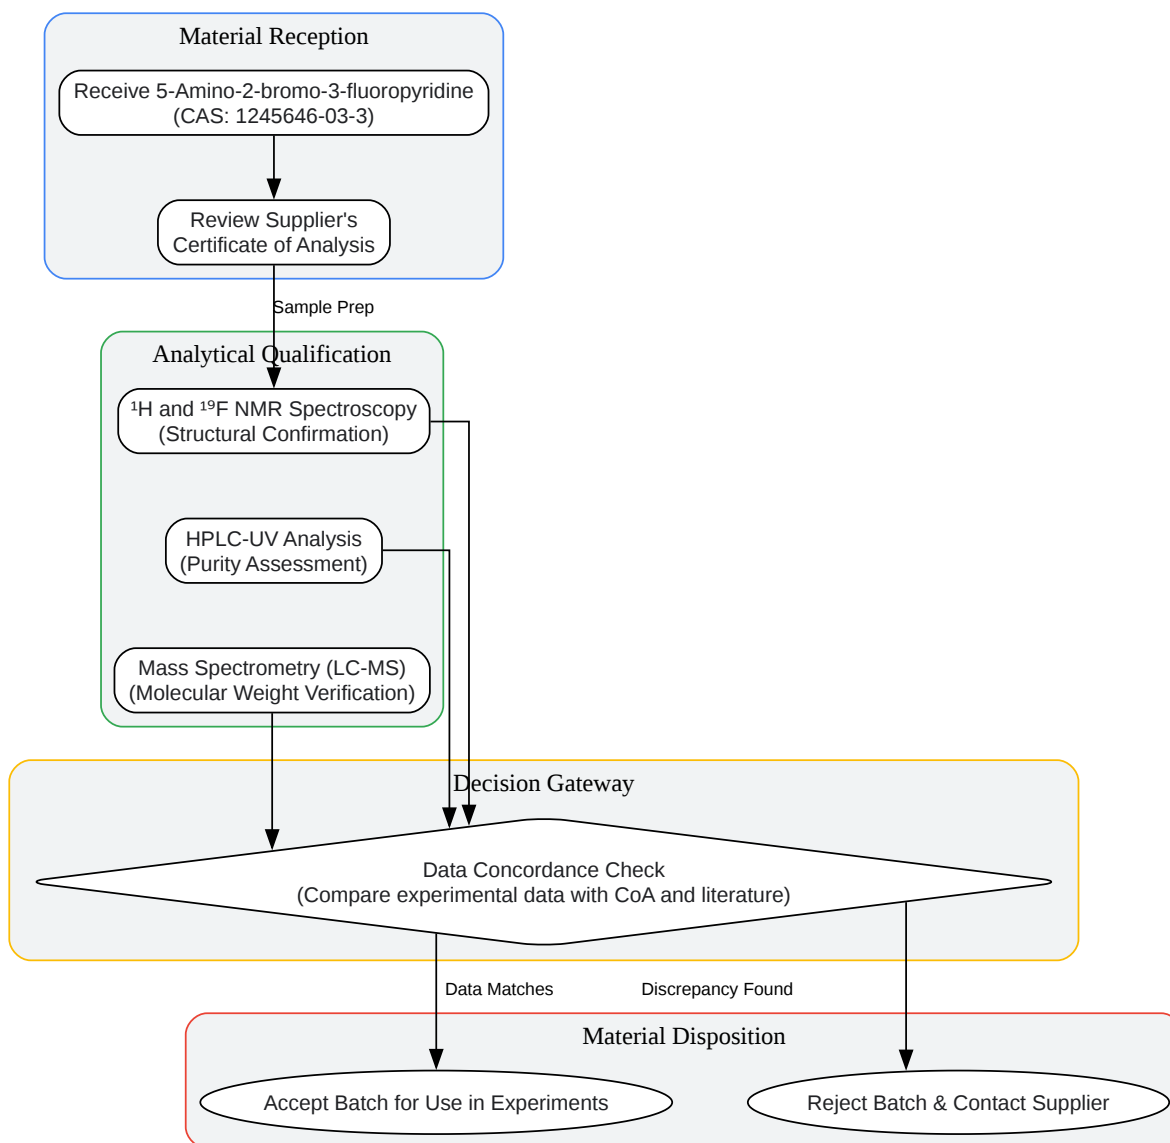 Material Reception
Receive 5-Amino-2-bromo-3-fluoropyridine
(CAS: 1245646-03-3)
Review Supplier's
Certificate of Analysis
Sample Prep
Analytical Qualification
¹H and ¹⁹F NMR Spectroscopy
(Structural Confirmation)
HPLC-UV Analysis
(Purity Assessment)
Mass Spectrometry (LC-MS)
(Molecular Weight Verification)
Decision Gateway
Data Concordance Check
(Compare experimental data with CoA and literature)
Data Matches
Discrepancy Found
Material Disposition
Accept Batch for Use in Experiments
Reject Batch & Contact Supplier